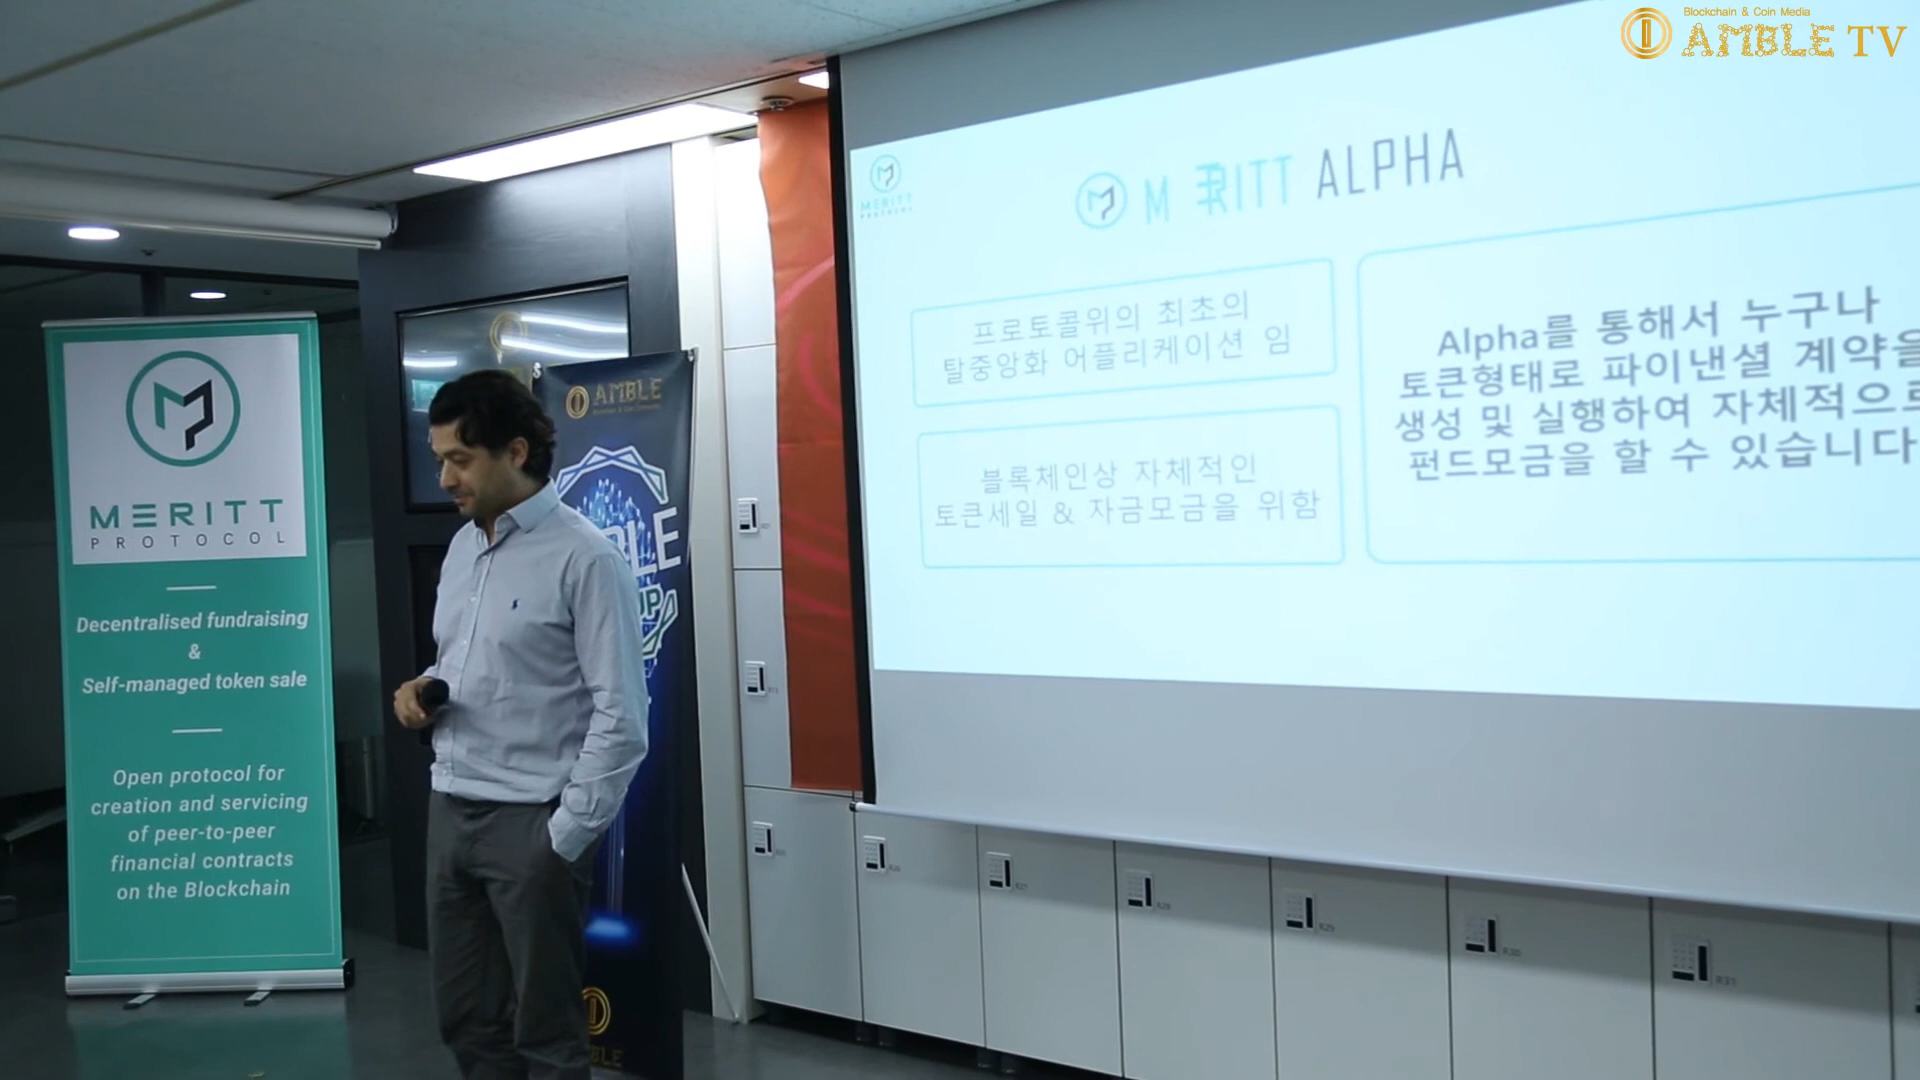 Blockchain & Coin Media
AMBLE TV
MERITT
PROTOCOL
MERITT ALPHA
프로토콜위의 최초의
탈중앙화 어플리케이션 임
블록체인상 자체적인
토큰세일 & 자금모금을 위함
Alpha를 통해서 누구나
토큰형태로 파이낸셜 계약을
생성 및 실행하여 자체적으로
펀드모금을 할 수 있습니다
MERITT
PROTOCOL
Decentralised fundraising
&
Self-managed token sale
Open protocol for
creation and servicing
of peer-to-peer
financial contracts
on the Blockchain
AMBLE
R28
R29
R30
R31